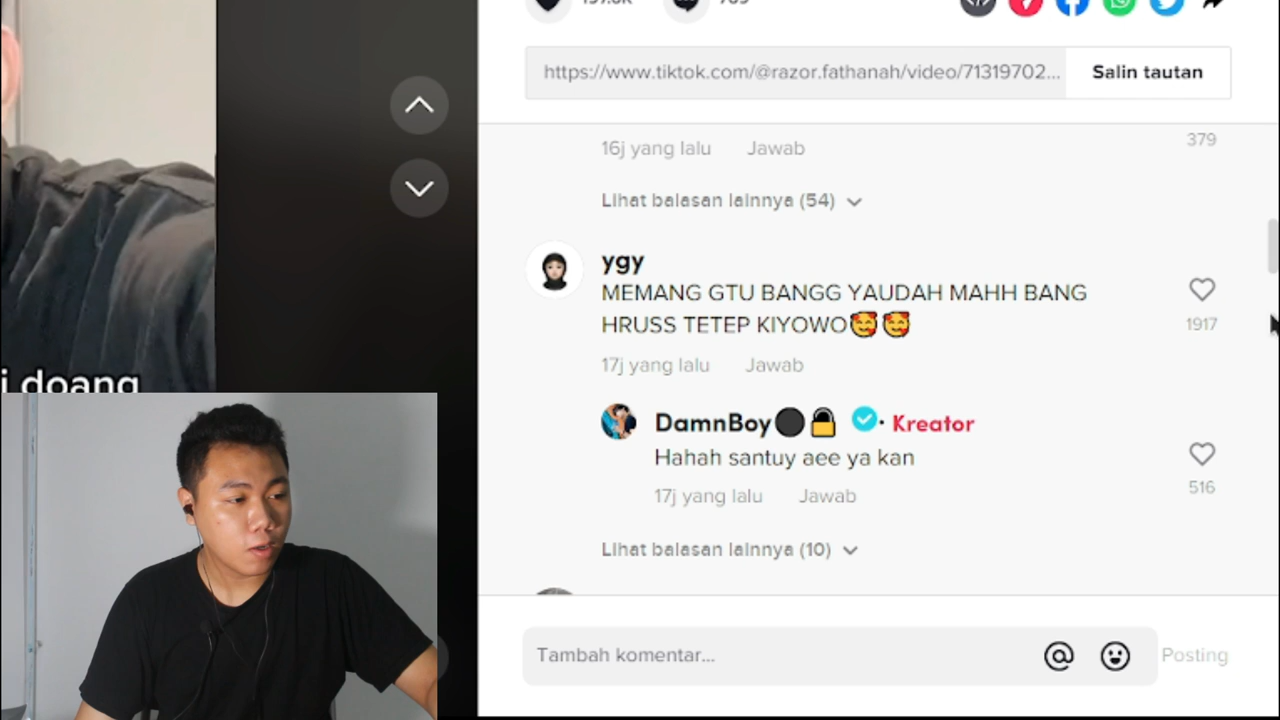 https://www.tiktok.com/@razor.fathanah/video/71319702...
Salin tautan
16j yang lalu Jawab
379
Lihat balasan lainnya (54)
ygy
MEMANG GTU BANGG YAUDAH MAHH BANG
HRUSS TETEP KIYOWO🥰🥰
1917
17j yang lalu Jawab
DamnBoy⚫🔒 · Kreator
Hahah santuy aee ya kan
17j yang lalu Jawab
516
Lihat balasan lainnya (10)
i doang
Tambah komentar...
Posting